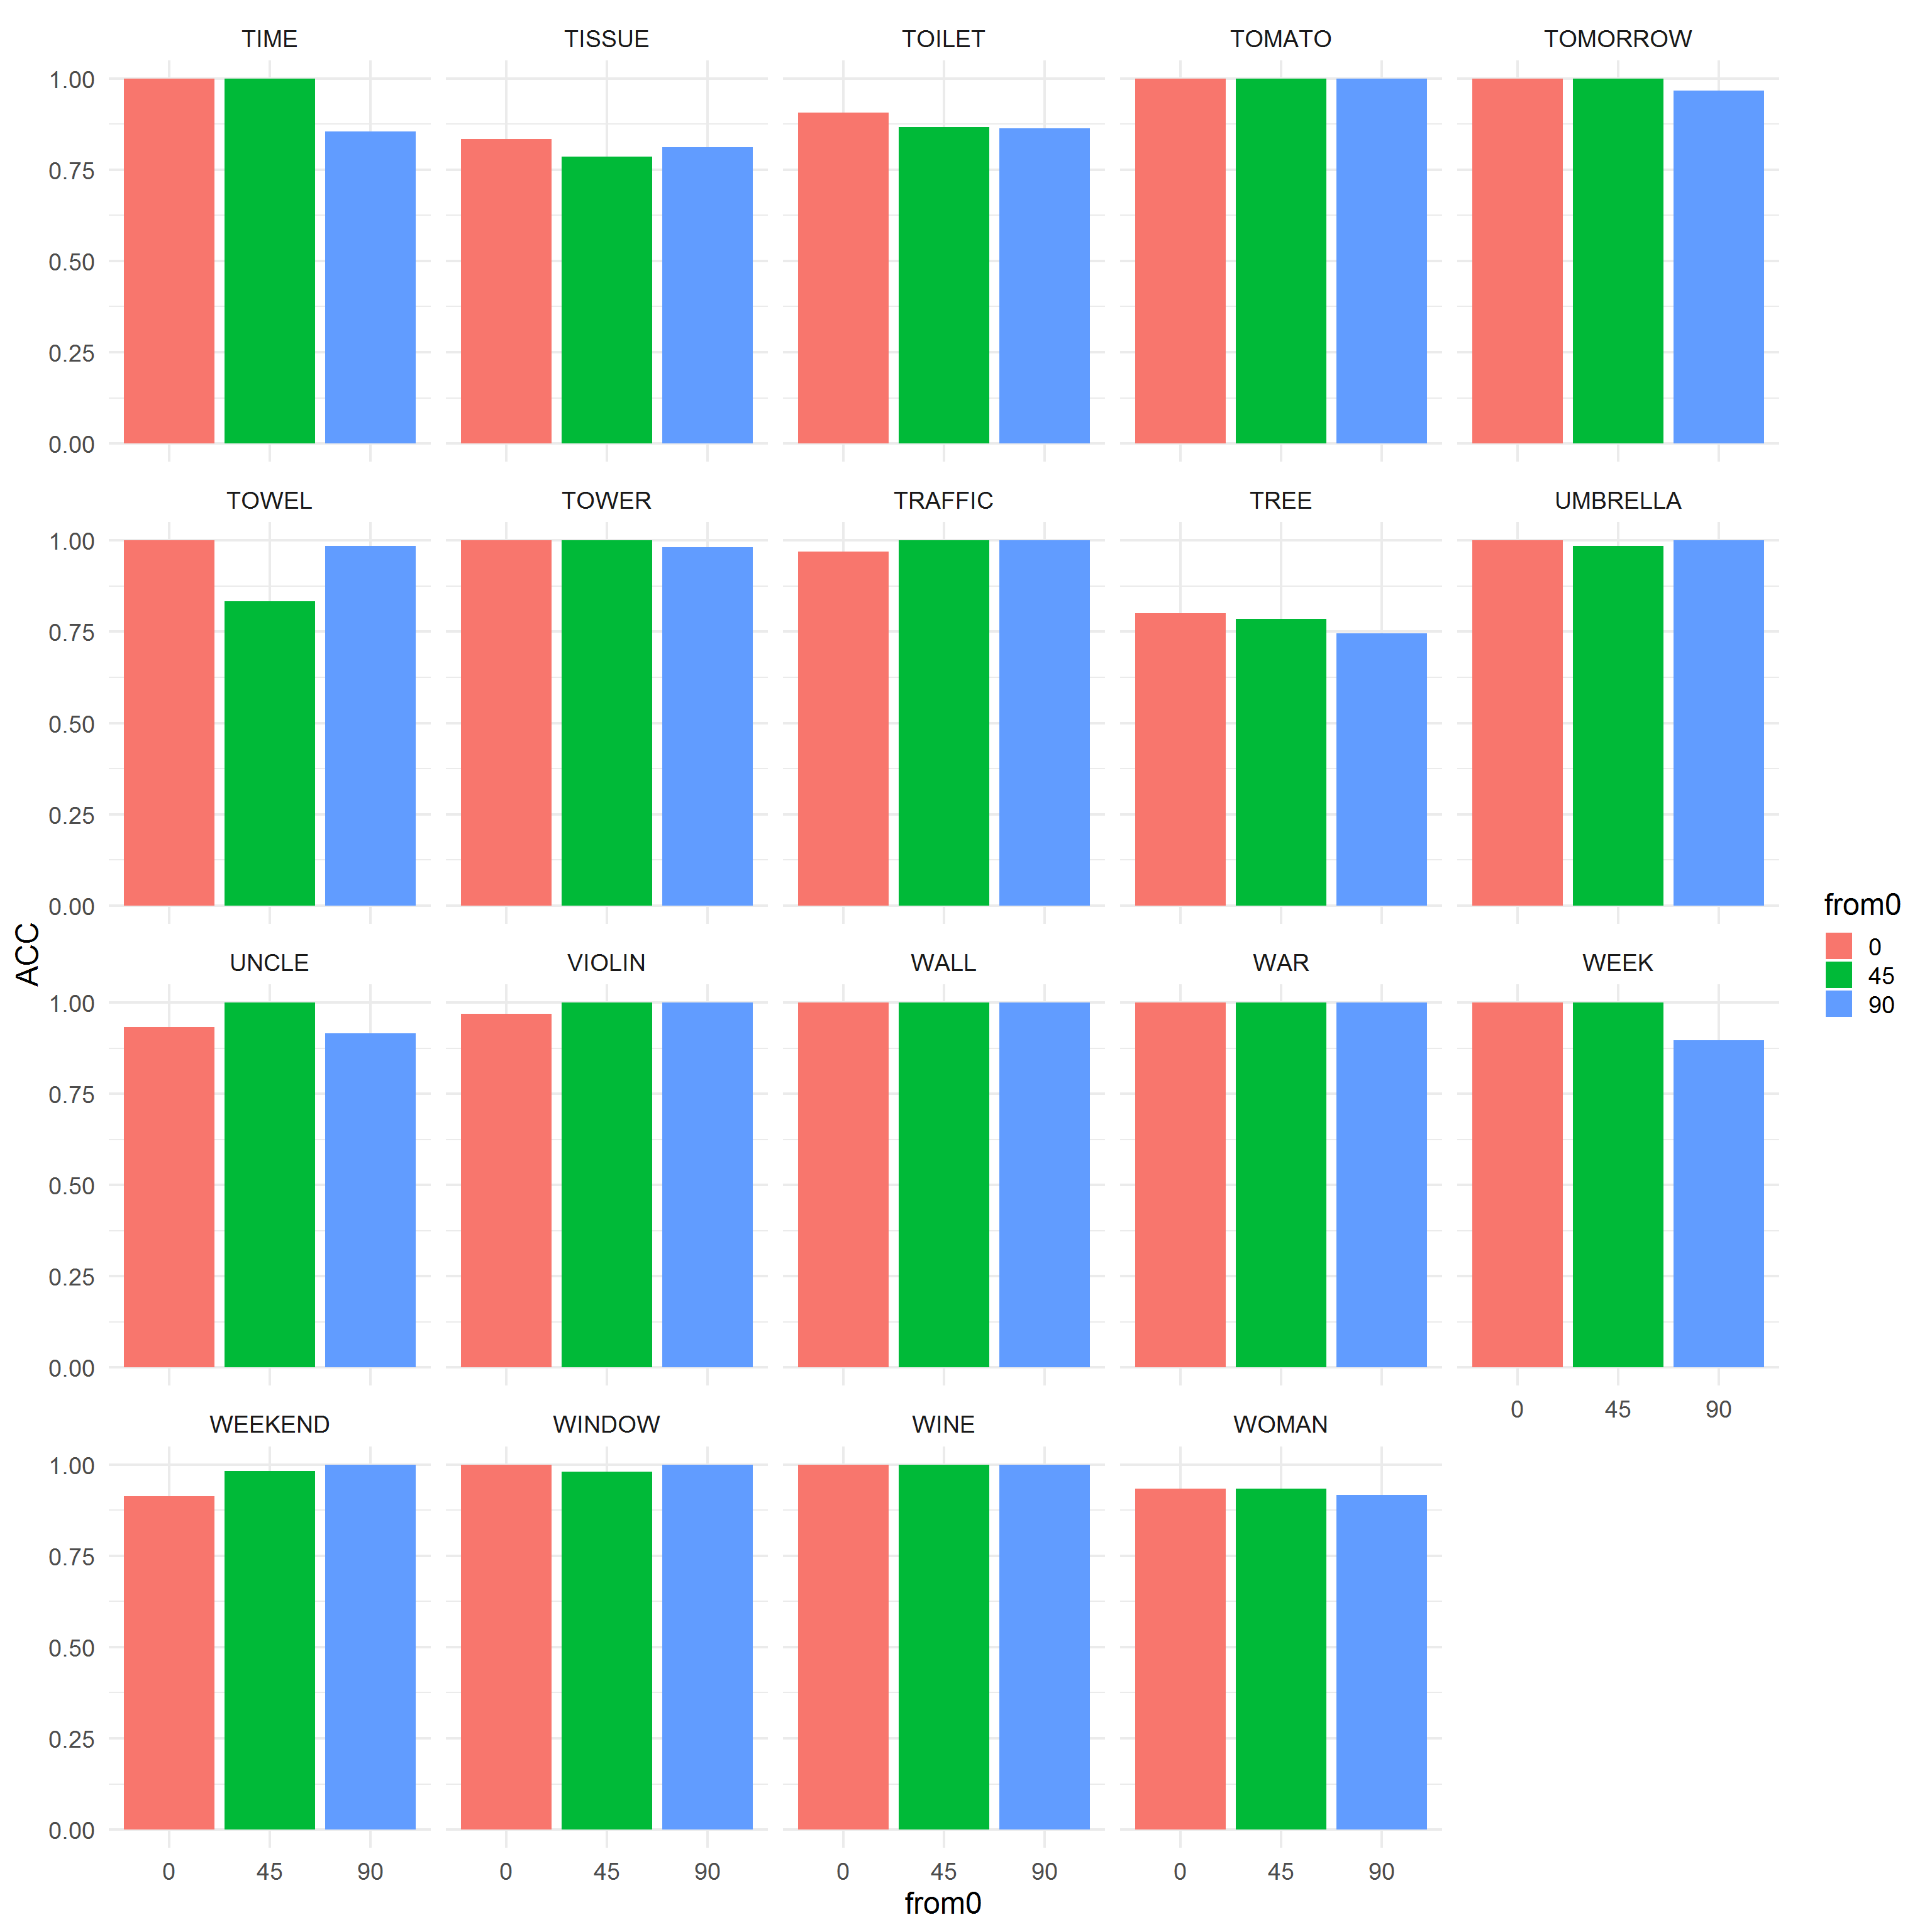 TIME TISSUE TOILET TOMATO TOMORROW
1.00
0.75
0.50
0.25
0.00
TOWEL TOWER TRAFFIC TREE UMBRELLA
1.00
0.75
0.50
0.25
0.00
UNCLE VIOLIN WALL WAR WEEK
1.00
0.75
0.50
0.25
0.00
0 45 90
WEEKEND WINDOW WINE WOMAN
1.00
0.75
0.50
0.25
0.00
0 45 90 0 45 90 0 45 90 0 45 90
from0
ACC
from0
0
45
90